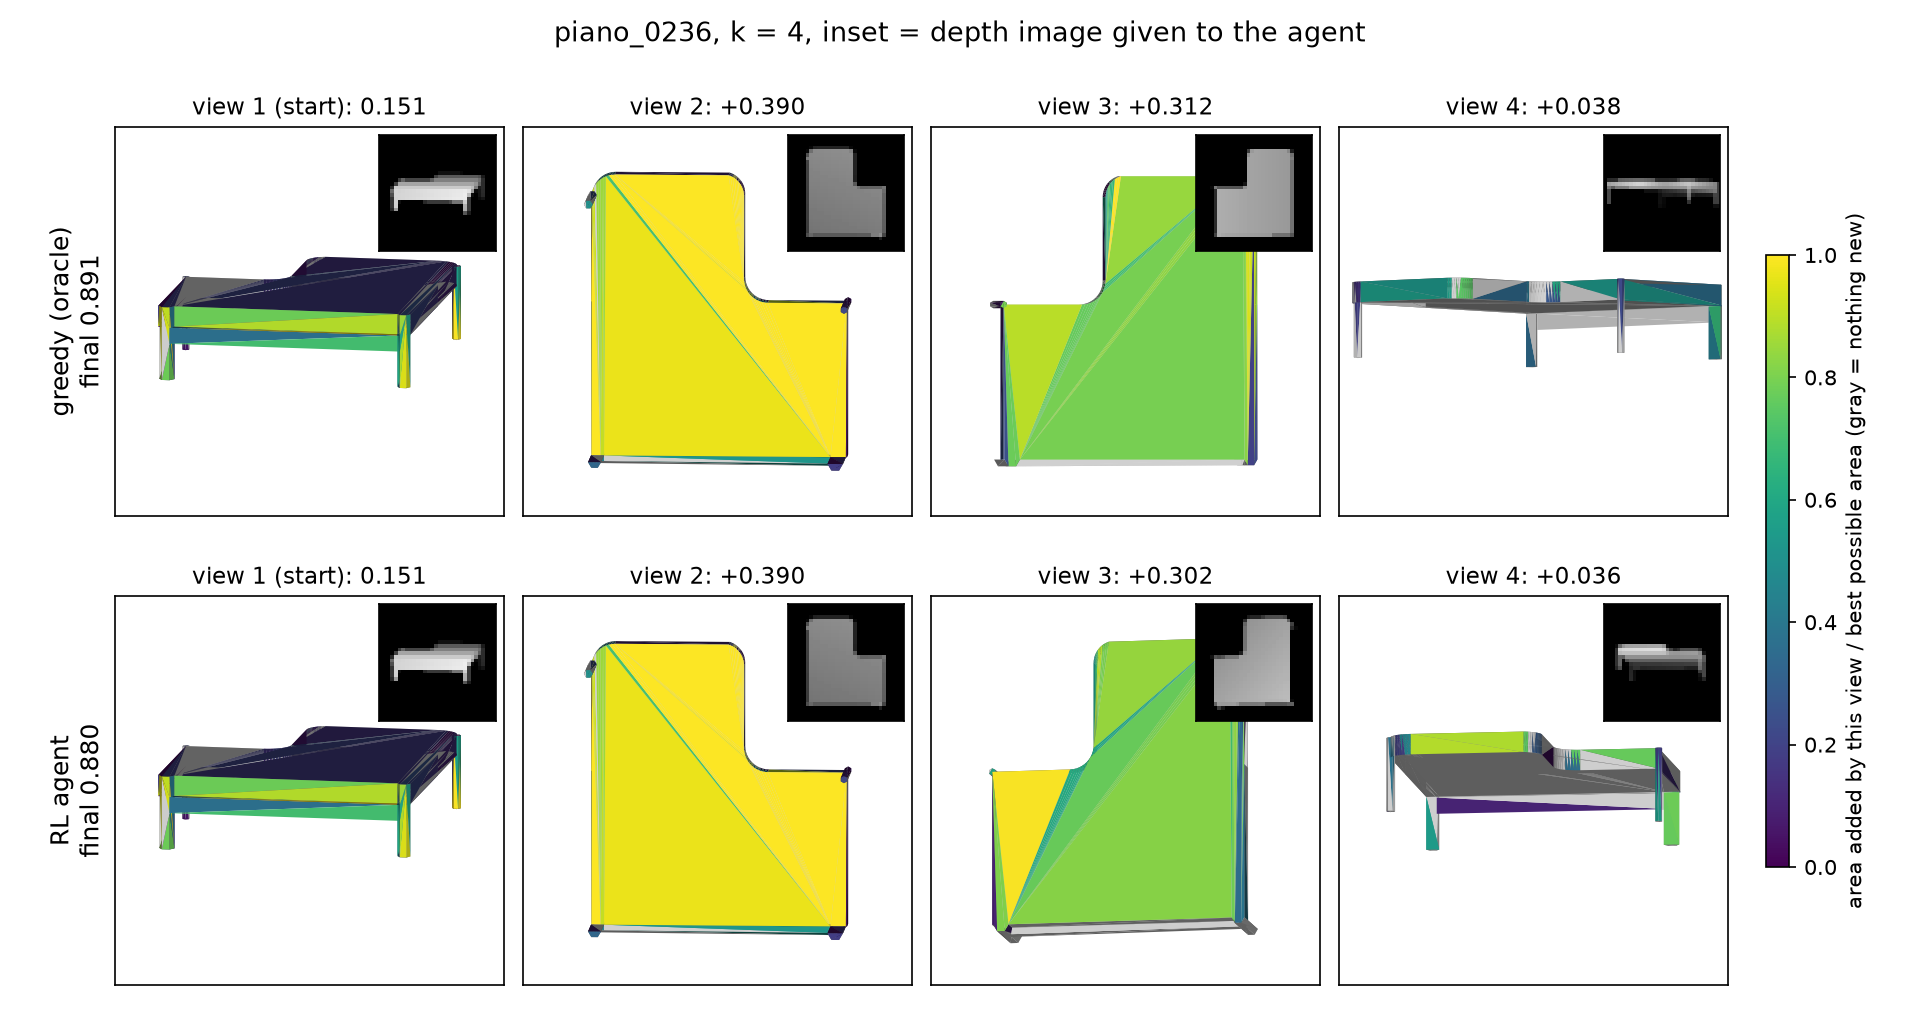 piano_0236, k = 4, inset = depth image given to the agent
greedy (oracle)
final 0.891
view 1 (start): 0.151
view 2: +0.390
view 3: +0.312
view 4: +0.038
RL agent
final 0.880
view 1 (start): 0.151
view 2: +0.390
view 3: +0.302
view 4: +0.036
1.0
0.8
0.6
0.4
0.2
0.0
area added by this view / best possible area (gray = nothing new)